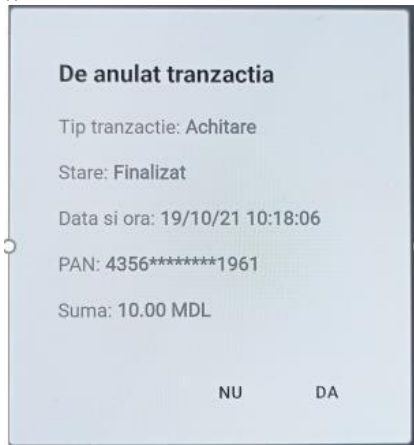 De anulat tranzactia
Tip tranzactie: Achitare
Stare: Finalizat
Data si ora: 19/10/21 10:18:06
PAN: 4356********1961
Suma: 10.00 MDL
NU DA